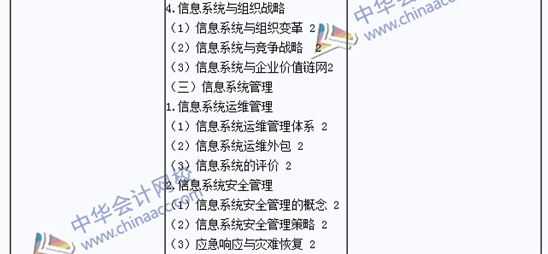 4.信息系统与组织战略
（1）信息系统与组织变革 2
（2）信息系统与竞争战略 2
（3）信息系统与企业价值链网2
（三）信息系统管理
1.信息系统运维管理
（1）信息系统运维管理体系 2
（2）信息系统运维外包 2
（3）信息系统的评价 2
2.信息系统安全管理
（1）信息系统安全管理的概念 2
（2）信息系统安全管理策略 2
（3）应急响应与灾难恢复 2
中华会计网校
www.chinaacc.com
中华会计网校
www.chinaacc.com